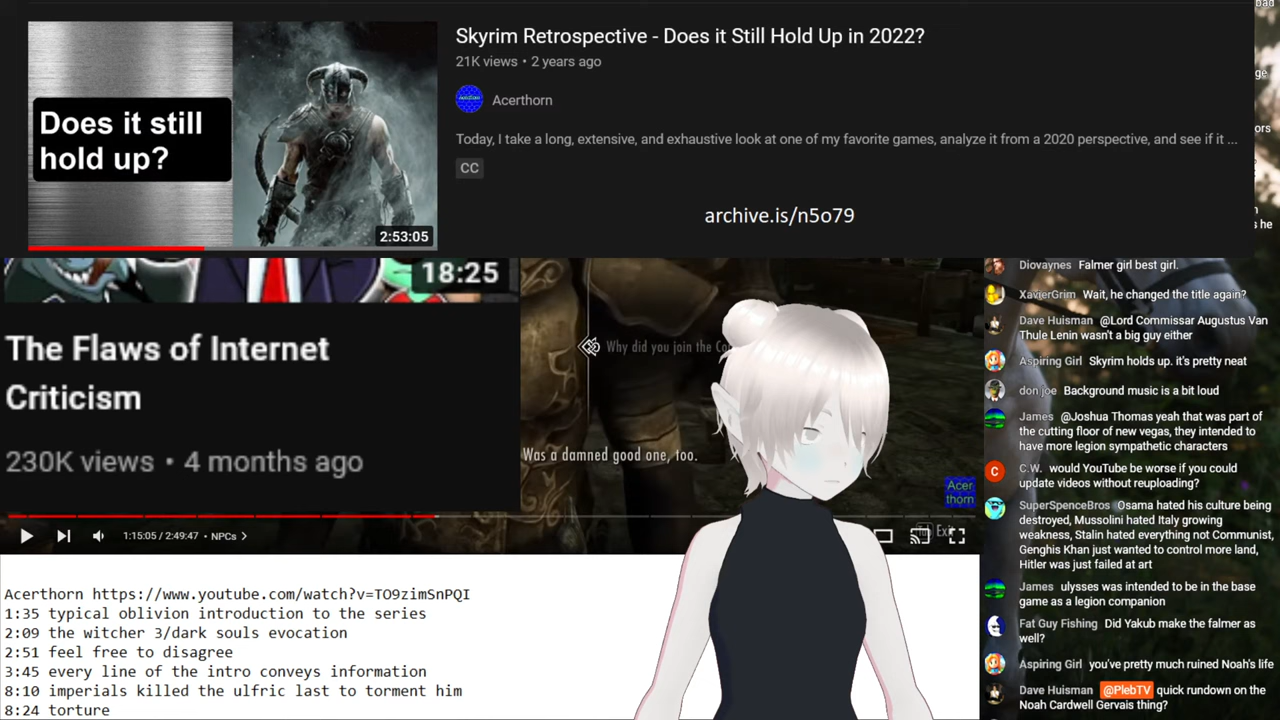 Skyrim Retrospective - Does it Still Hold Up in 2022?
21K views • 2 years ago
Acerthorn
Today, I take a long, extensive, and exhaustive look at one of my favorite games, analyze it from a 2020 perspective, and see if it ...
CC
archive.is/n5o79
Does it still
hold up?
2:53:05
18:25
The Flaws of Internet
Criticism
230K views • 4 months ago
Why did you join the
Was a damned good one, too.
Acer
thorn
1:15:05 / 2:49:47 • NPCs >
Acerthorn https://www.youtube.com/watch?v=TO9zimSnPQI
1:35 typical oblivion introduction to the series
2:09 the witcher 3/dark souls evocation
2:51 feel free to disagree
3:45 every line of the intro conveys information
8:10 imperials killed the ulfric last to torment him
8:24 torture
Diovaynes Falmer girl best girl.
XavierGrim Wait, he changed the title again?
Dave Huisman @Lord Commissar Augustus Van
Thule Lenin wasn't a big guy either
Aspiring Girl Skyrim holds up. it's pretty neat
don joe Background music is a bit loud
James @Joshua Thomas yeah that was part of
the cutting floor of new vegas, they intended to
have more legion sympathetic characters
C.W. would YouTube be worse if you could
update videos without reuploading?
SuperSpenceBros Osama hated his culture being
destroyed, Mussolini hated Italy growing
weakness, Stalin hated everything not Communist,
Genghis Khan just wanted to control more land,
Hitler was just failed at art
James ulysses was intended to be in the base
game as a legion companion
Fat Guy Fishing Did Yakub make the falmer as
well?
Aspiring Girl you've pretty much ruined Noah's life
Dave Huisman @PlebTV quick rundown on the
Noah Cardwell Gervais thing?